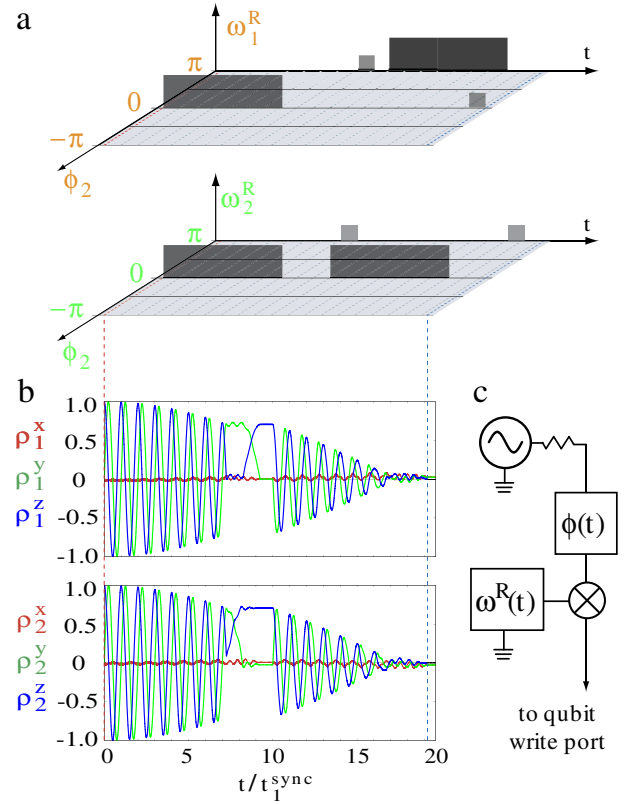 a
ω₁ᴿ
π
t
0
−π
ϕ₂
ω₂ᴿ
π
t
0
−π
ϕ₂
b
1.0
0.5
0
-0.5
-1.0
ρ₁ˣ
ρ₁ʸ
ρ₁ᶻ
1.0
0.5
0
-0.5
-1.0
ρ₂ˣ
ρ₂ʸ
ρ₂ᶻ
0 5 10 15 20
t/t₁ˢʸⁿᶜ
c
ϕ(t)
ωᴿ(t)
to qubit
write port